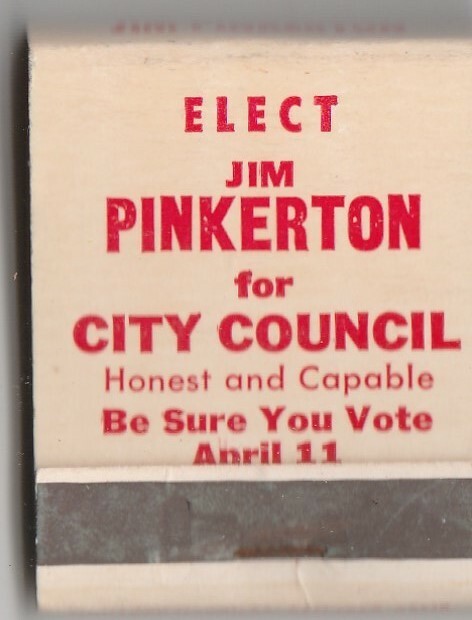 ELECT
JIM
PINKERTON
for
CITY COUNCIL
Honest and Capable
Be Sure You Vote
April 11